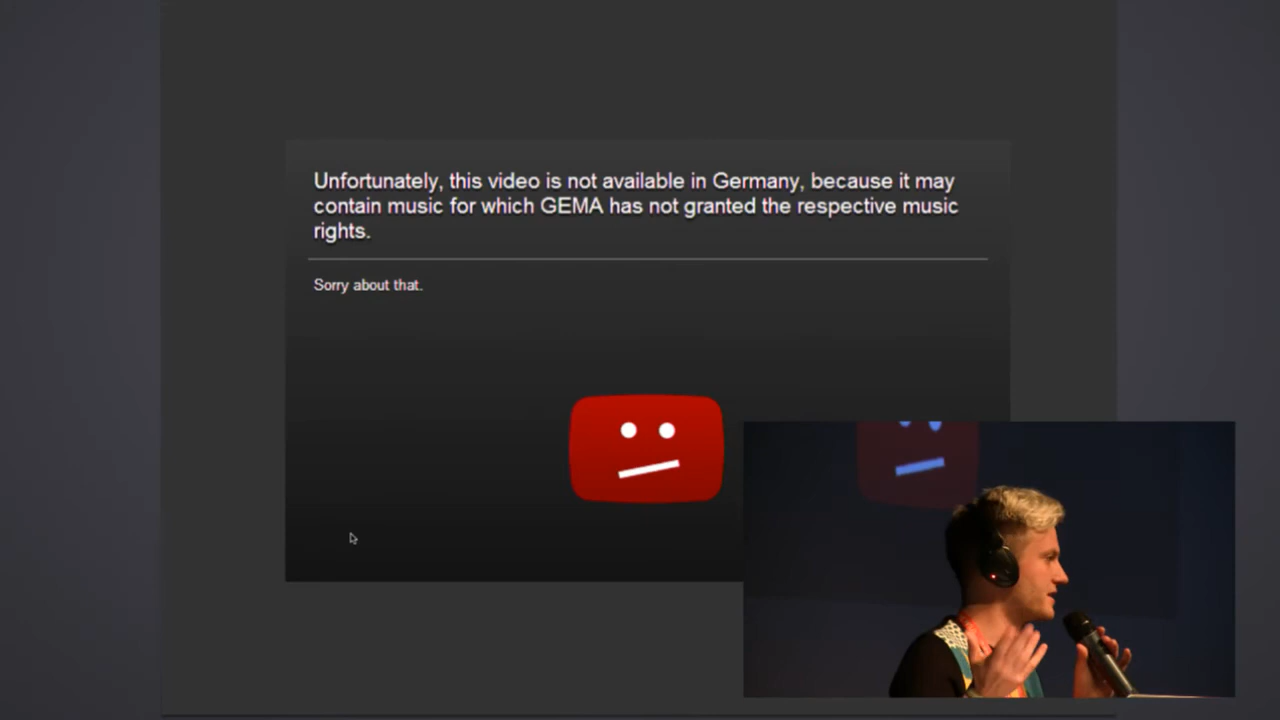 Unfortunately, this video is not available in Germany, because it may
contain music for which GEMA has not granted the respective music
rights.
Sorry about that.